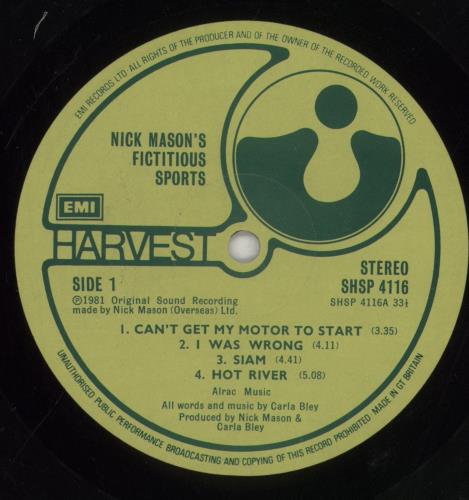 EMI RECORDS LTD. ALL RIGHTS OF THE PRODUCER AND OF THE OWNER OF THE RECORDED WORK RESERVED
NICK MASON'S
FICTITIOUS
SPORTS
EMI
HARVEST
SIDE 1
STEREO
SHSP 4116
SHSP 4116A 33⅓
Ⓟ1981 Original Sound Recording
made by Nick Mason (Overseas) Ltd.
1. CAN'T GET MY MOTOR TO START (3.35)
2. I WAS WRONG (4.11)
3. SIAM (4.41)
4. HOT RIVER (5.08)
Alrac Music
All words and music by Carla Bley
Produced by Nick Mason &
Carla Bley
UNAUTHORISED PUBLIC PERFORMANCE BROADCASTING AND COPYING OF THIS RECORD PROHIBITED. MADE IN GT BRITAIN